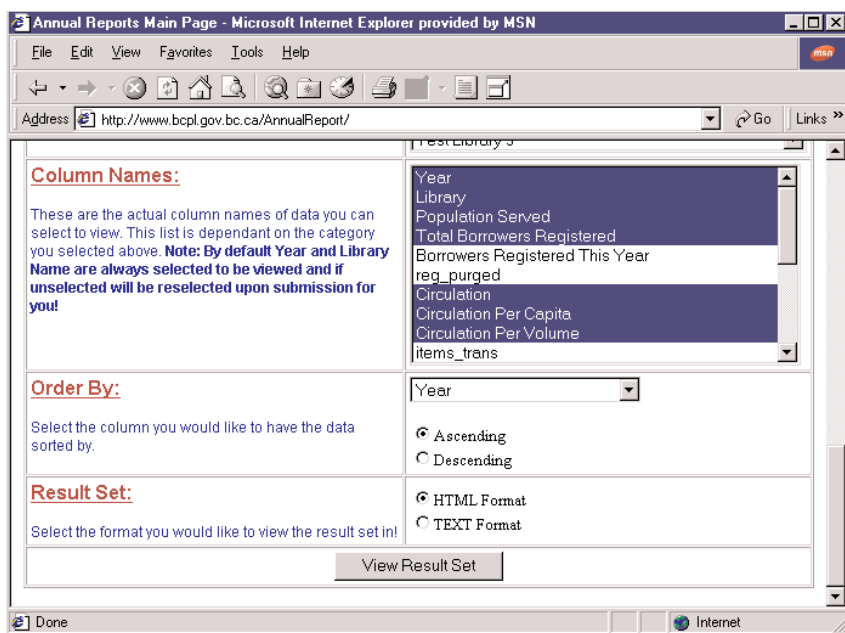 Annual Reports Main Page - Microsoft Internet Explorer provided by MSN
File Edit View Favorites Tools Help
msn
Address http://www.bcpl.gov.bc.ca/AnnualReport/ Go Links »
Test Library 3
Column Names:
These are the actual column names of data you can
select to view. This list is dependant on the category
you selected above. Note: By default Year and Library
Name are always selected to be viewed and if
unselected will be reselected upon submission for
you!
Year
Library
Population Served
Total Borrowers Registered
Borrowers Registered This Year
reg_purged
Circulation
Circulation Per Capita
Circulation Per Volume
items_trans
Order By:
Select the column you would like to have the data
sorted by.
Year
Ascending
Descending
Result Set:
Select the format you would like to view the result set in!
HTML Format
TEXT Format
View Result Set
Done Internet